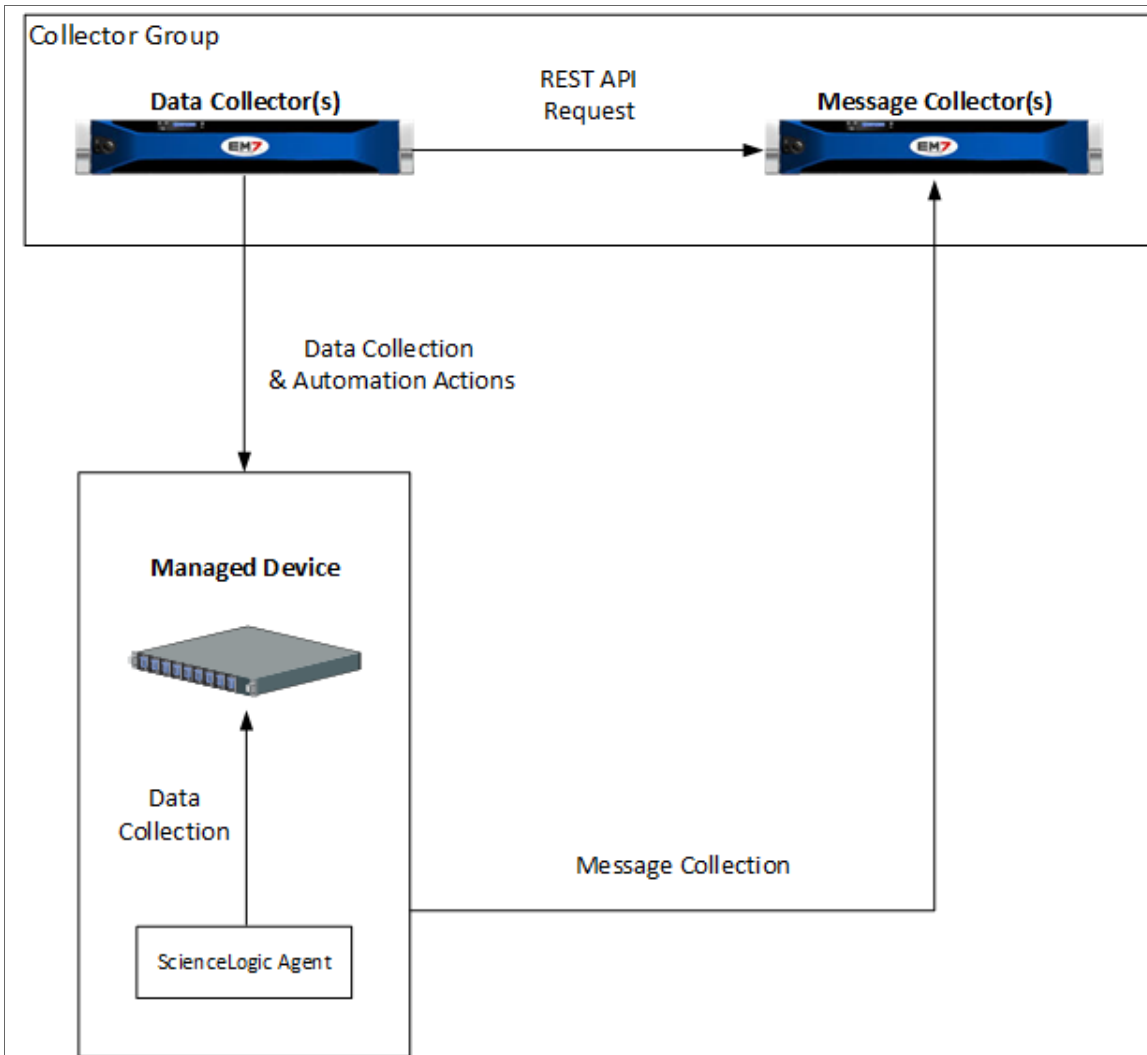 Collector Group
REST API
Request
Data Collector(s)
Message Collector(s)
EM7
EM7
Data Collection
& Automation Actions
Managed Device
Data
Collection
Message Collection
ScienceLogic Agent